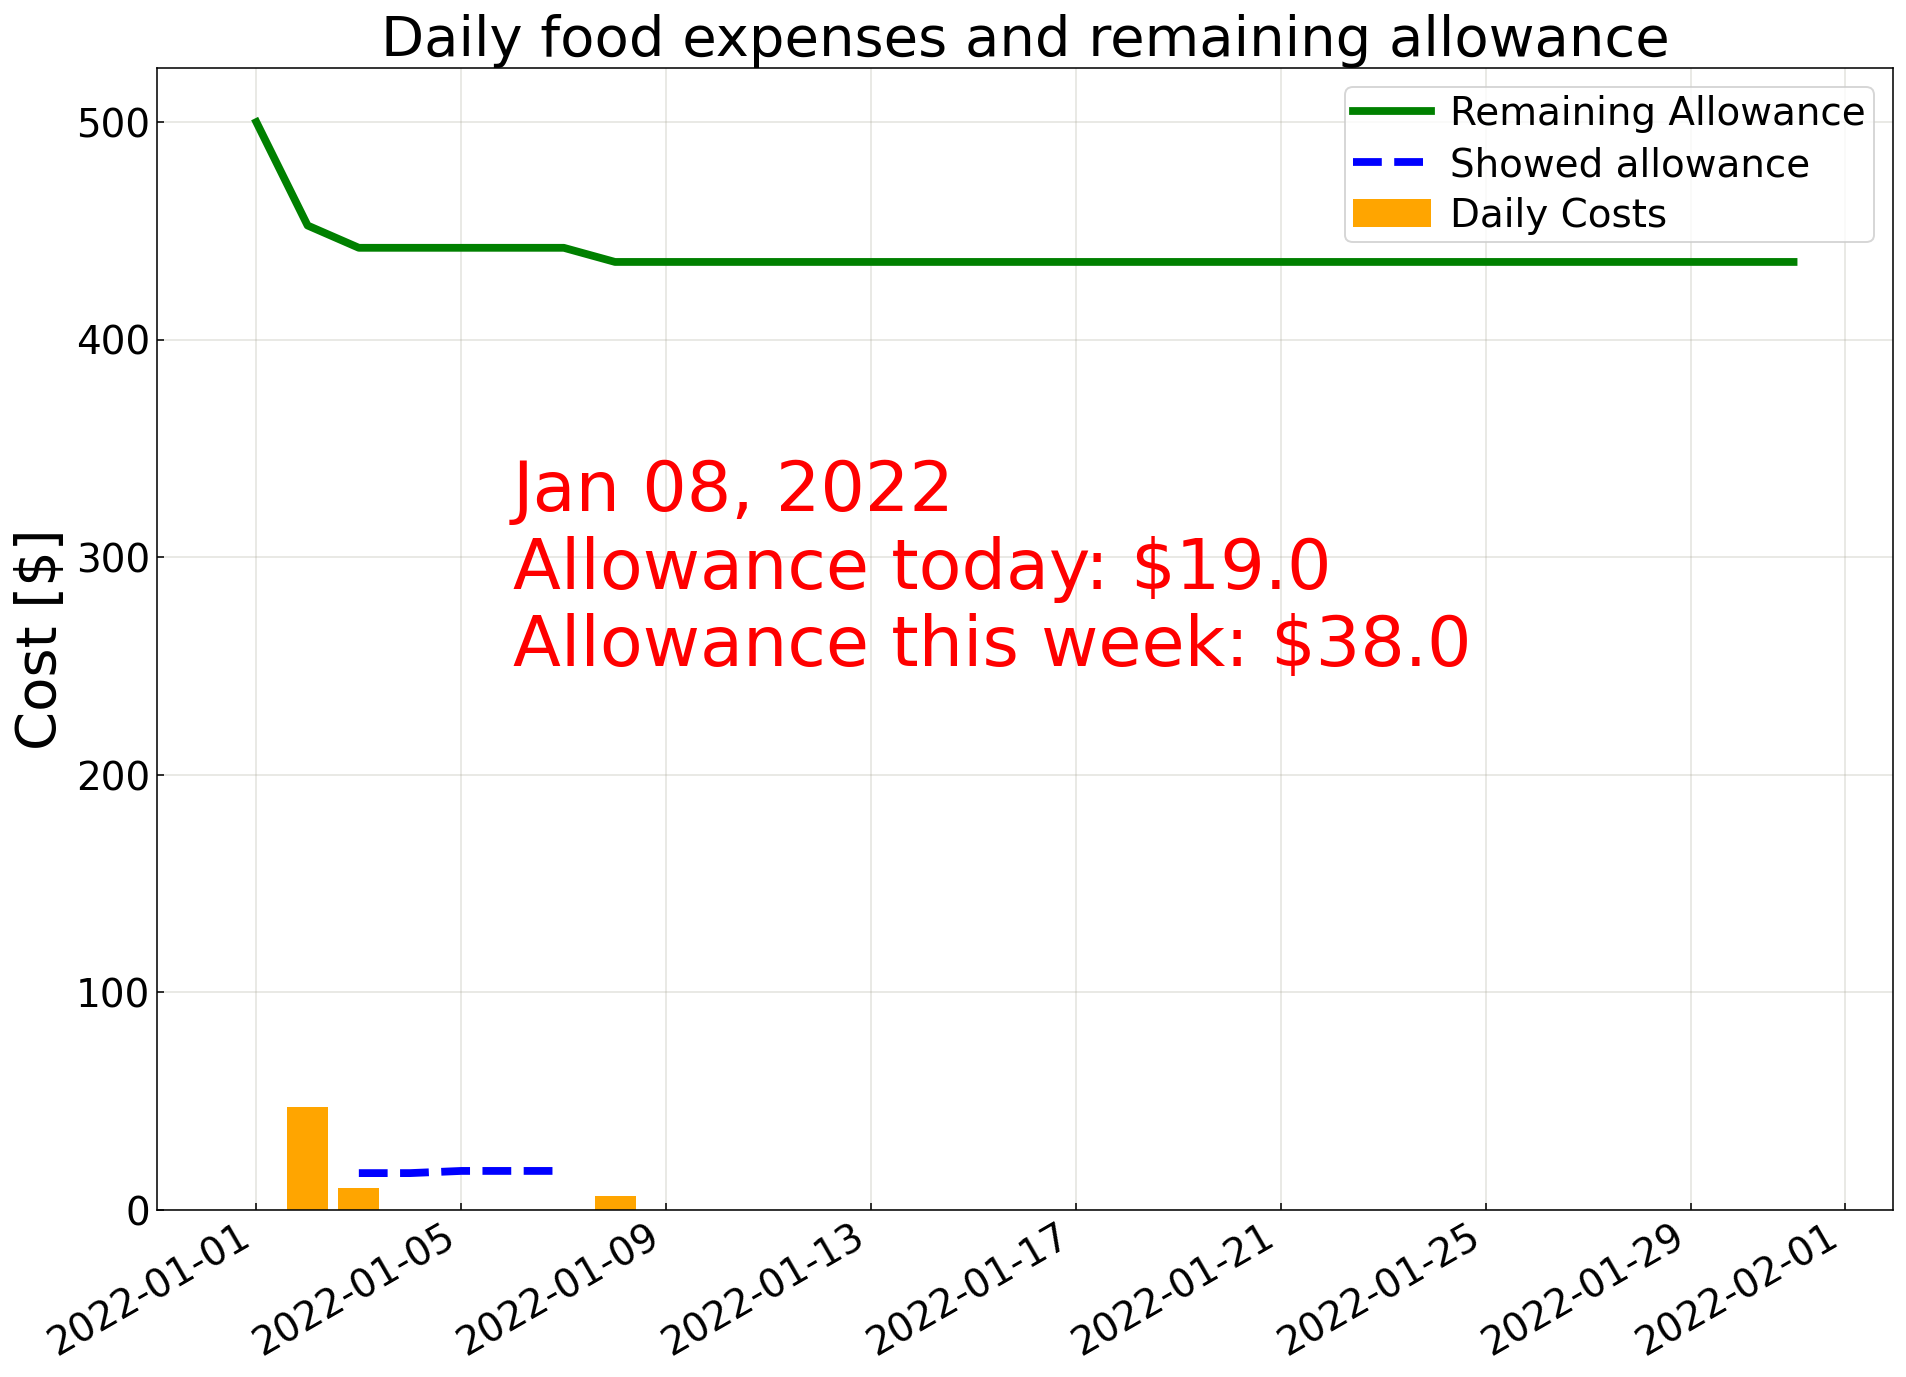 Daily food expenses and remaining allowance
Remaining Allowance
Showed allowance
Daily Costs
Jan 08, 2022
Allowance today: $19.0
Allowance this week: $38.0
Cost [$]
500
400
300
200
100
0
2022-01-01
2022-01-05
2022-01-09
2022-01-13
2022-01-17
2022-01-21
2022-01-25
2022-01-29
2022-02-01